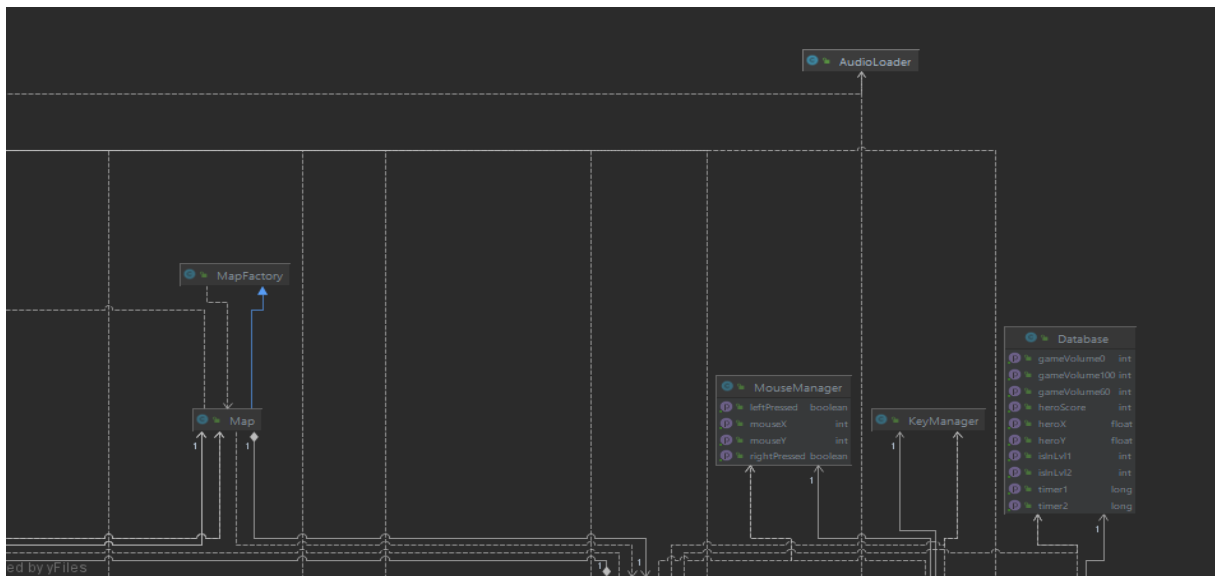 AudioLoader
MapFactory
Database
gameVolume0 int
gameVolume100 int
gameVolume60 int
heroScore int
heroX float
heroY float
isInLvl1 int
isInLvl2 int
timer1 long
timer2 long
MouseManager
leftPressed boolean
mouseX int
mouseY int
rightPressed boolean
KeyManager
Map
1
1
1
1
1
1
1
ed by yFiles